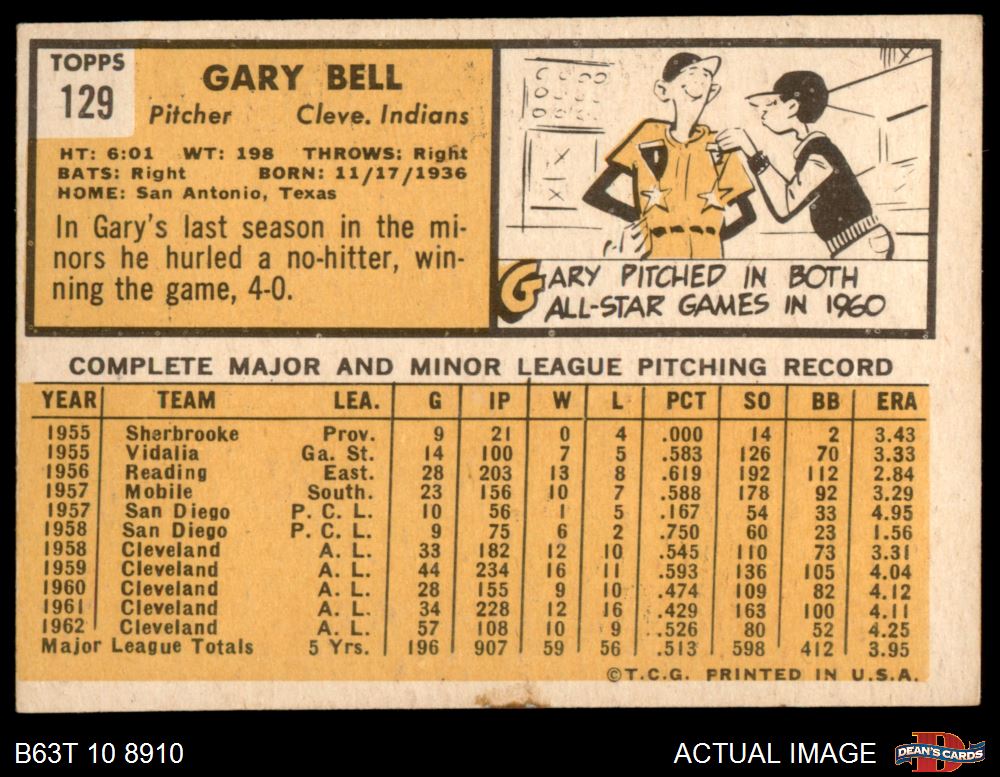 TOPPS
129
GARY BELL
Pitcher Cleve. Indians
HT: 6:01 WT: 198 THROWS: Right
BATS: Right BORN: 11/17/1936
HOME: San Antonio, Texas
In Gary's last season in the mi-
nors he hurled a no-hitter, win-
ning the game, 4-0.
GARY PITCHED IN BOTH
ALL-STAR GAMES IN 1960
COMPLETE MAJOR AND MINOR LEAGUE PITCHING RECORD
YEAR TEAM LEA. G IP W L PCT SO BB ERA
1955 Sherbrooke Prov. 9 21 0 4 .000 14 2 3.43
1955 Vidalia Ga. St. 14 100 7 5 .583 126 70 3.33
1956 Reading East. 28 203 13 8 .619 192 112 2.84
1957 Mobile South. 23 156 10 7 .588 178 92 3.29
1957 San Diego P. C. L. 10 56 1 5 .167 54 33 4.95
1958 San Diego P. C. L. 9 75 6 2 .750 60 23 1.56
1958 Cleveland A. L. 33 182 12 10 .545 110 73 3.31
1959 Cleveland A. L. 44 234 16 11 .593 136 105 4.04
1960 Cleveland A. L. 28 155 9 10 .474 109 82 4.12
1961 Cleveland A. L. 34 228 12 16 .429 163 100 4.11
1962 Cleveland A. L. 57 108 10 9 .526 80 52 4.25
Major League Totals 5 Yrs. 196 907 59 56 .513 598 412 3.95
©T.C.G. PRINTED IN U.S.A.
B63T 10 8910 ACTUAL IMAGE DEAN'S CARDS